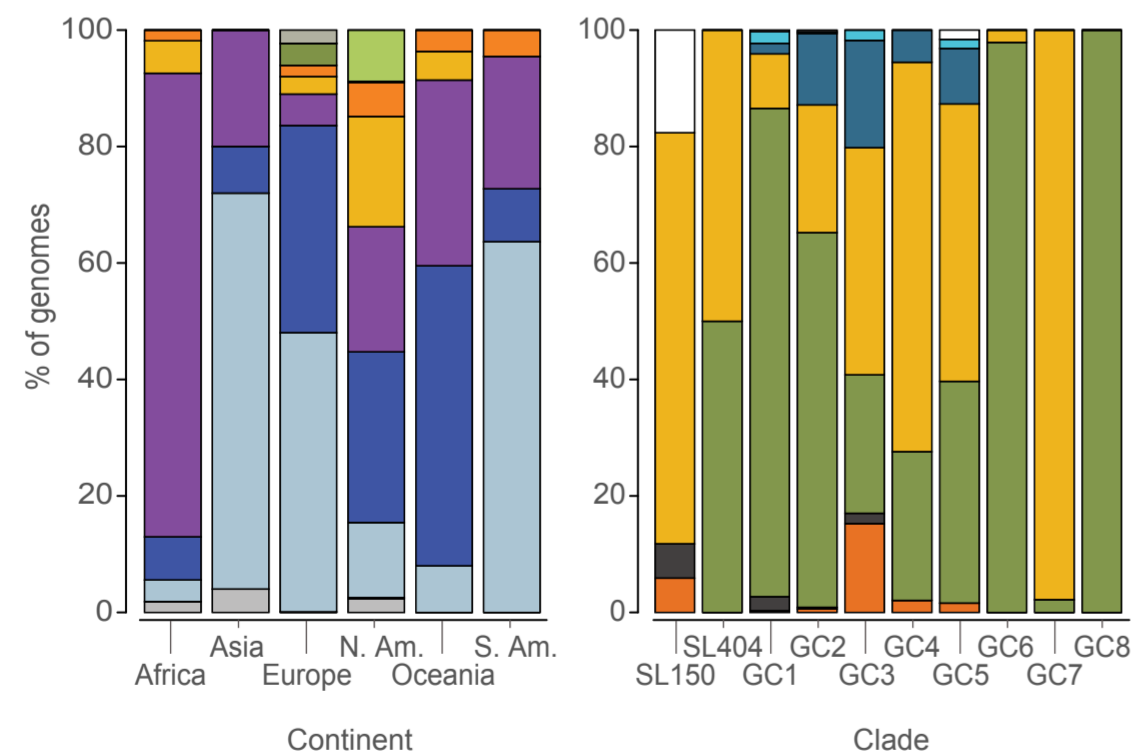 % of genomes
100
80
60
40
20
0
Asia N. Am. S. Am.
Africa Europe Oceania
Continent
100
80
60
40
20
0
SL404 GC2 GC4 GC6 GC8
SL150 GC1 GC3 GC5 GC7
Clade